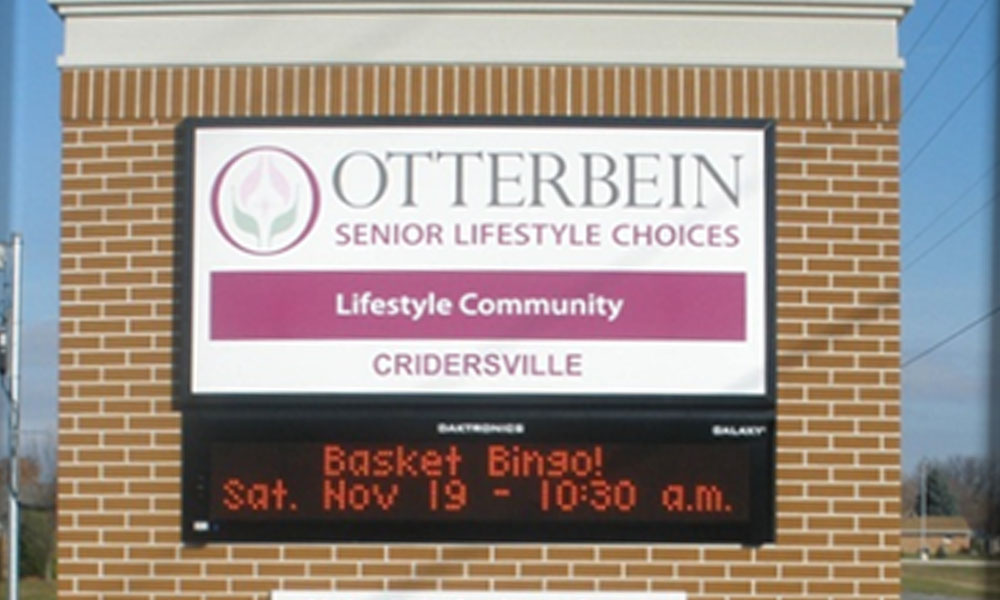 OTTERBEIN
SENIOR LIFESTYLE CHOICES
Lifestyle Community
CRIDERSVILLE
DAKTRONICS
GALAXY
Basket Bingo!
Sat. Nov 19 - 10:30 a.m.